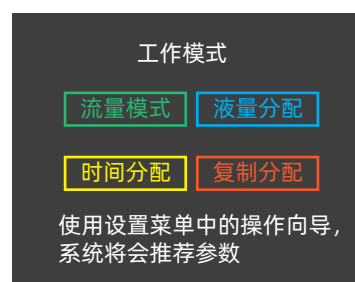 工作模式
流量模式 液量分配
时间分配 复制分配
使用设置菜单中的操作向导，
系统将会推荐参数